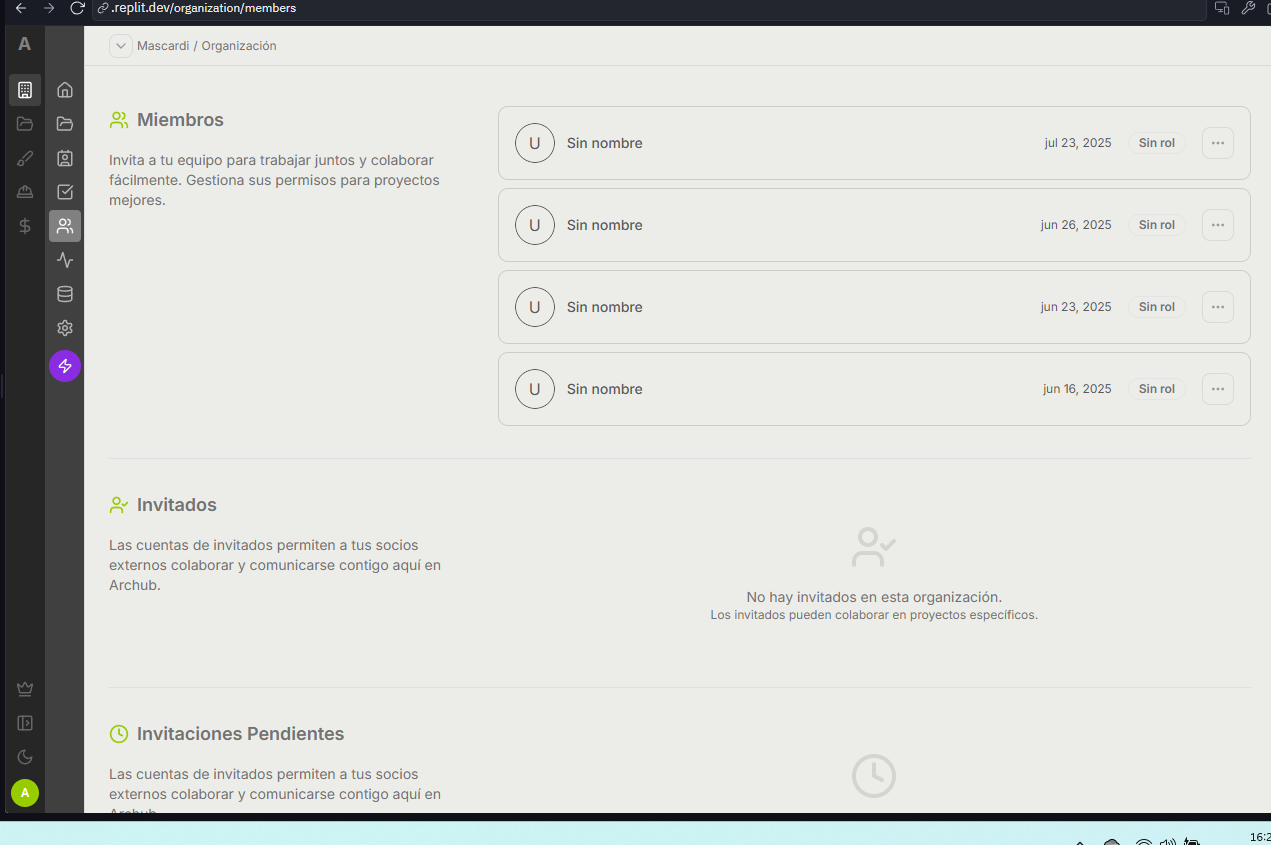 .replit.dev/organization/members
A
Mascardi / Organización
Miembros
Invita a tu equipo para trabajar juntos y colaborar
fácilmente. Gestiona sus permisos para proyectos
mejores.
U Sin nombre jul 23, 2025 Sin rol ...
U Sin nombre jun 26, 2025 Sin rol ...
U Sin nombre jun 23, 2025 Sin rol ...
U Sin nombre jun 16, 2025 Sin rol ...
Invitados
Las cuentas de invitados permiten a tus socios
externos colaborar y comunicarse contigo aquí en
Archub.
No hay invitados en esta organización.
Los invitados pueden colaborar en proyectos específicos.
Invitaciones Pendientes
Las cuentas de invitados permiten a tus socios
externos colaborar y comunicarse contigo aquí en
Archub.
A
16:2